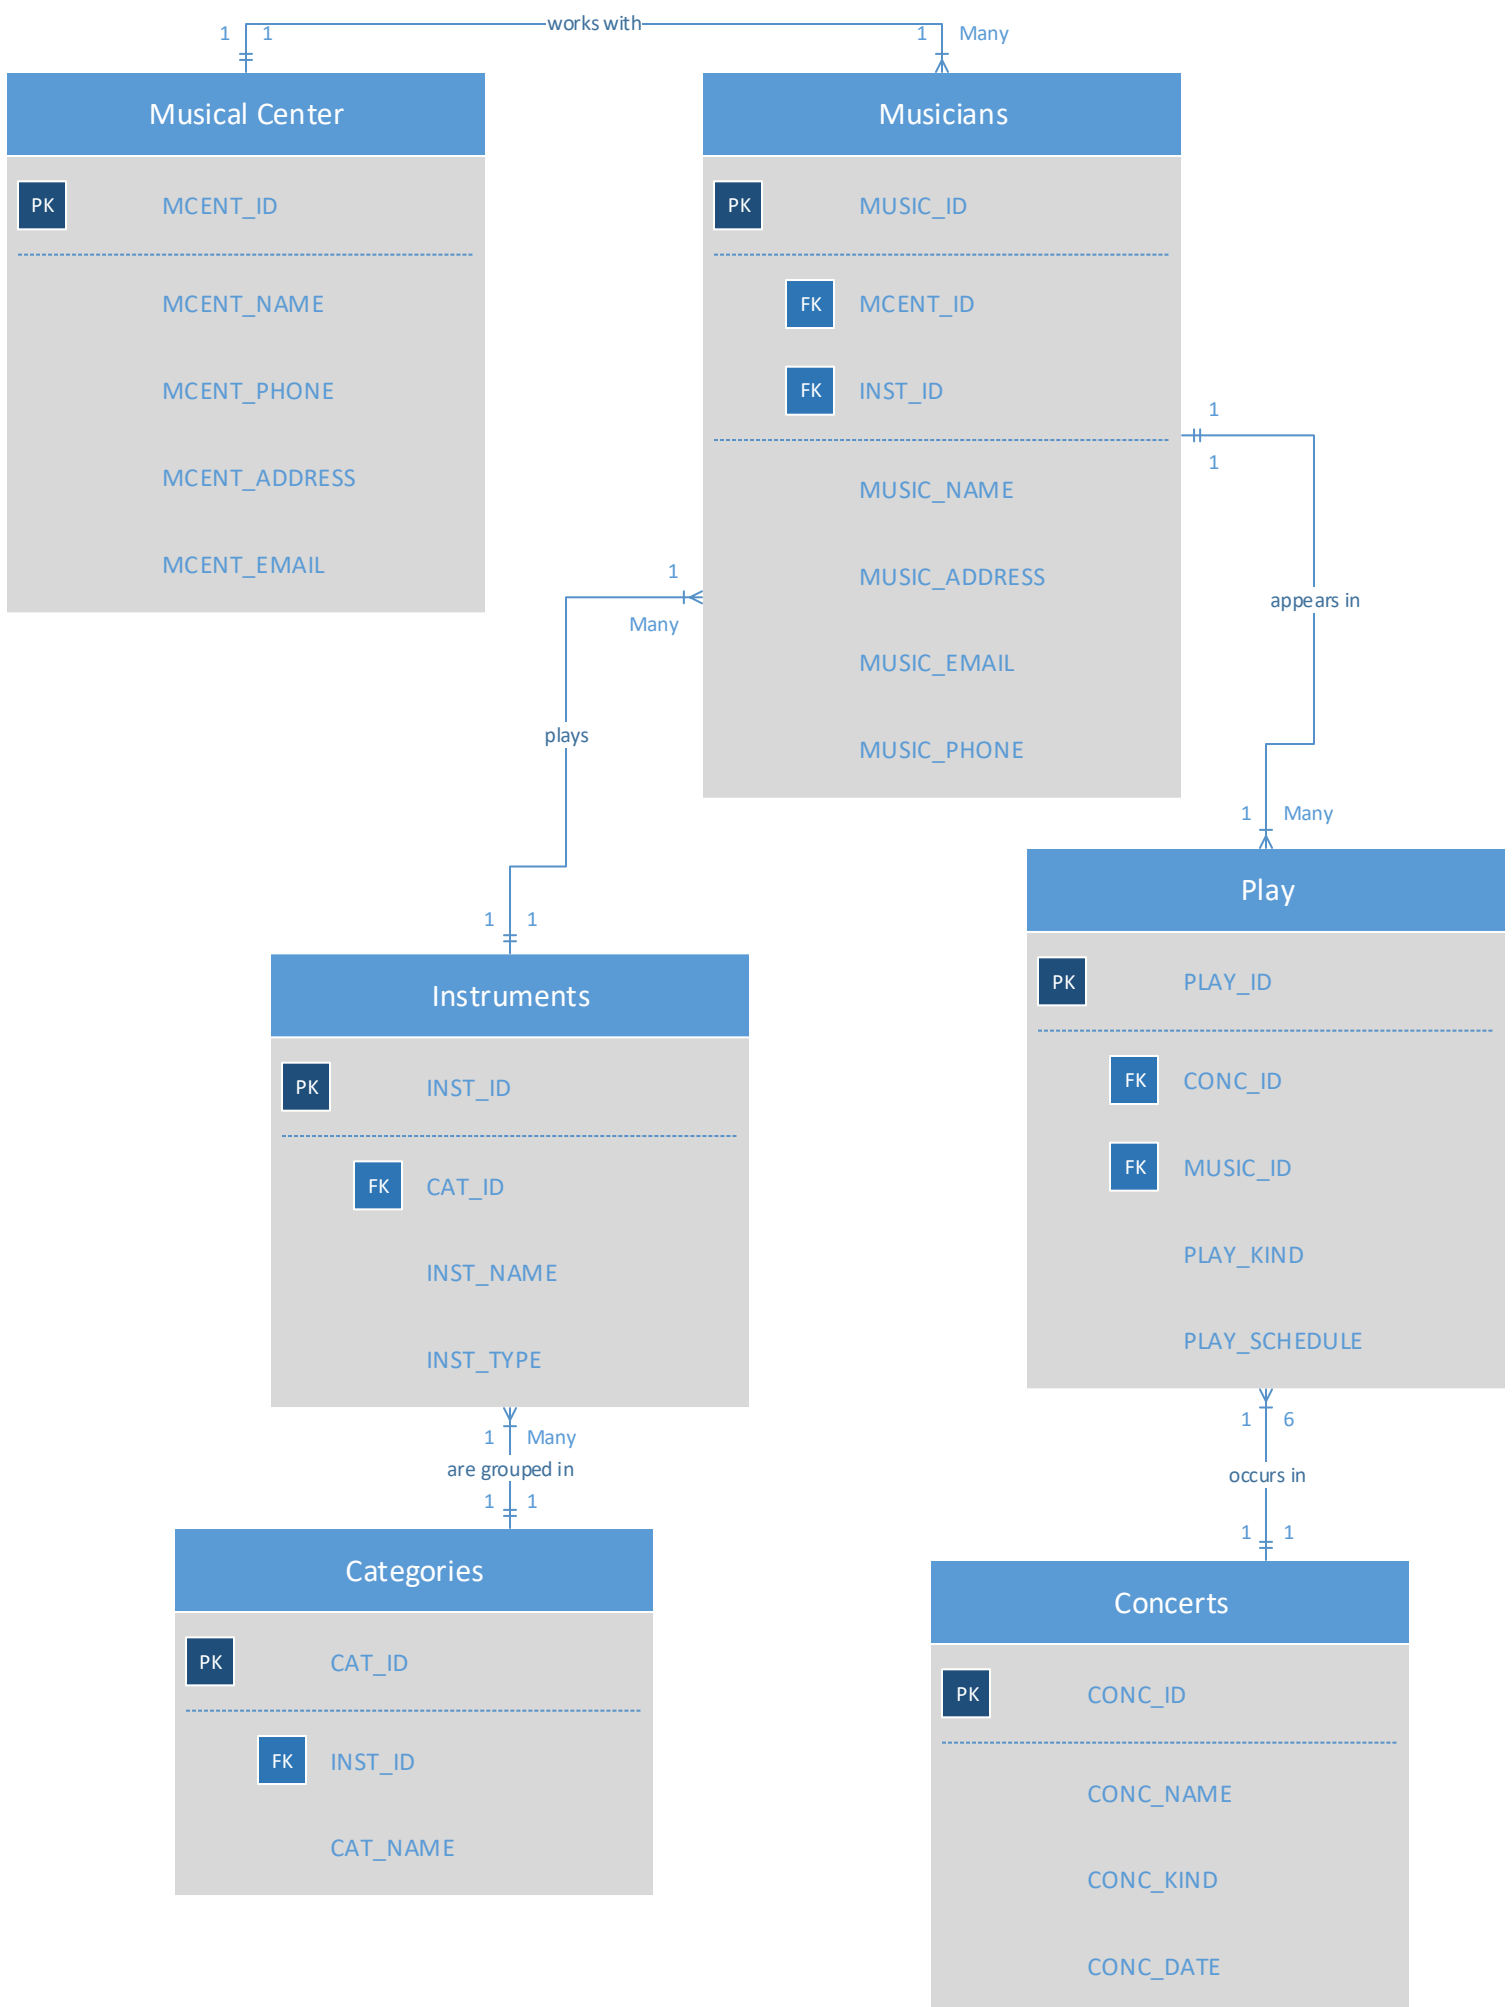 works with
1 1
1 Many
Musical Center
PK MCENT_ID
MCENT_NAME
MCENT_PHONE
MCENT_ADDRESS
MCENT_EMAIL
Musicians
PK MUSIC_ID
FK MCENT_ID
FK INST_ID
MUSIC_NAME
MUSIC_ADDRESS
MUSIC_EMAIL
MUSIC_PHONE
1
1
appears in
1 Many
1
Many
plays
1 1
Play
PK PLAY_ID
FK CONC_ID
FK MUSIC_ID
PLAY_KIND
PLAY_SCHEDULE
Instruments
PK INST_ID
FK CAT_ID
INST_NAME
INST_TYPE
1 Many
are grouped in
1 1
1 6
occurs in
1 1
Categories
PK CAT_ID
FK INST_ID
CAT_NAME
Concerts
PK CONC_ID
CONC_NAME
CONC_KIND
CONC_DATE